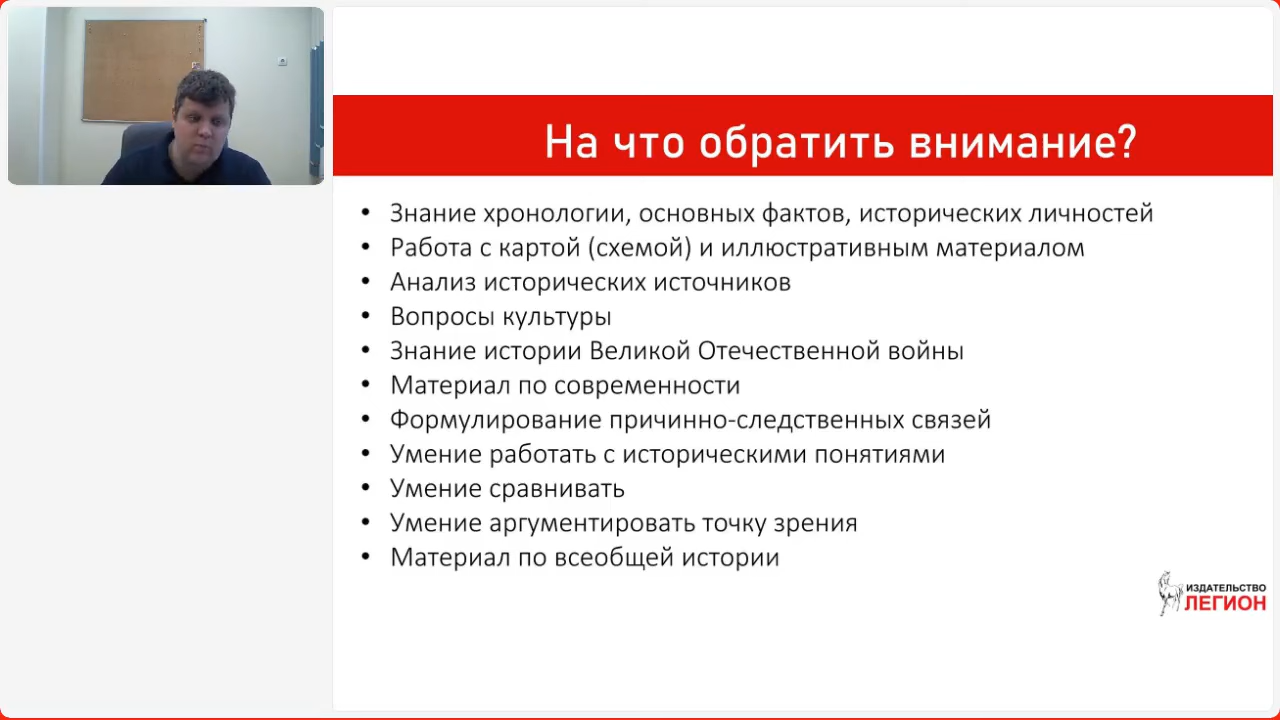 На что обратить внимание?
• Знание хронологии, основных фактов, исторических личностей
• Работа с картой (схемой) и иллюстративным материалом
• Анализ исторических источников
• Вопросы культуры
• Знание истории Великой Отечественной войны
• Материал по современности
• Формулирование причинно-следственных связей
• Умение работать с историческими понятиями
• Умение сравнивать
• Умение аргументировать точку зрения
• Материал по всеобщей истории
ИЗДАТЕЛЬСТВО
ЛЕГИОН